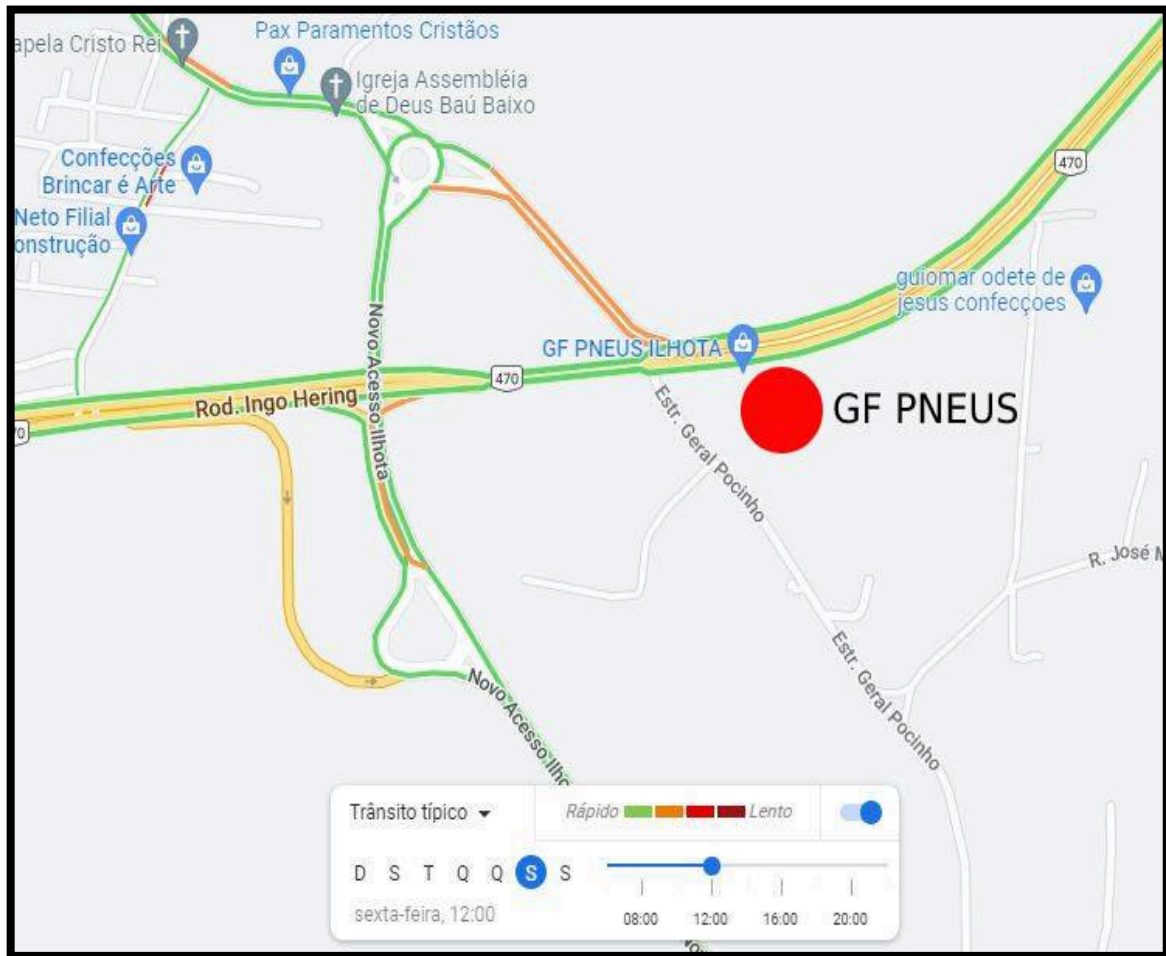 Pax Paramentos Cristãos
apela Cristo Rei
Igreja Assembléia
de Deus Baú Baixo
470
Confecções
Brincar é Arte
Neto Filial
onstrução
guiomar odete de
jesus confecçoes
Novo Acesso Ilhota
GF PNEUS ILHOTA
470
Rod. Ingo Hering
70
GF PNEUS
Estr. Geral Pocinho
R. José M
Estr. Geral Pocinho
Novo Acesso Ilho
Trânsito típico
Rápido
Lento
D S T Q Q S S
sexta-feira, 12:00
08:00 12:00 16:00 20:00